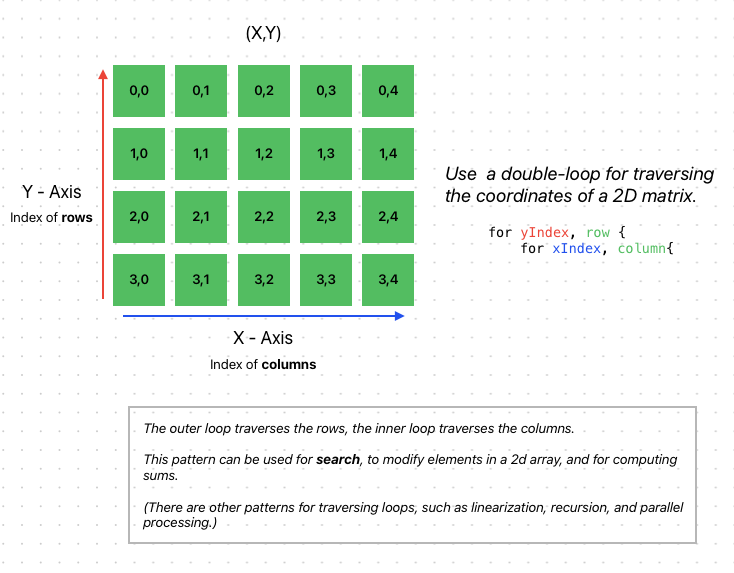 (X,Y)
0,0 0,1 0,2 0,3 0,4
1,0 1,1 1,2 1,3 1,4
Y - Axis
Index of rows
2,0 2,1 2,2 2,3 2,4
3,0 3,1 3,2 3,3 3,4
X - Axis
Index of columns
Use  a double-loop for traversing
the coordinates of a 2D matrix.
for yIndex, row {
    for xIndex, column{
The outer loop traverses the rows, the inner loop traverses the columns.
This pattern can be used for search, to modify elements in a 2d array, and for computing
sums.
(There are other patterns for traversing loops, such as linearization, recursion, and parallel
processing.)